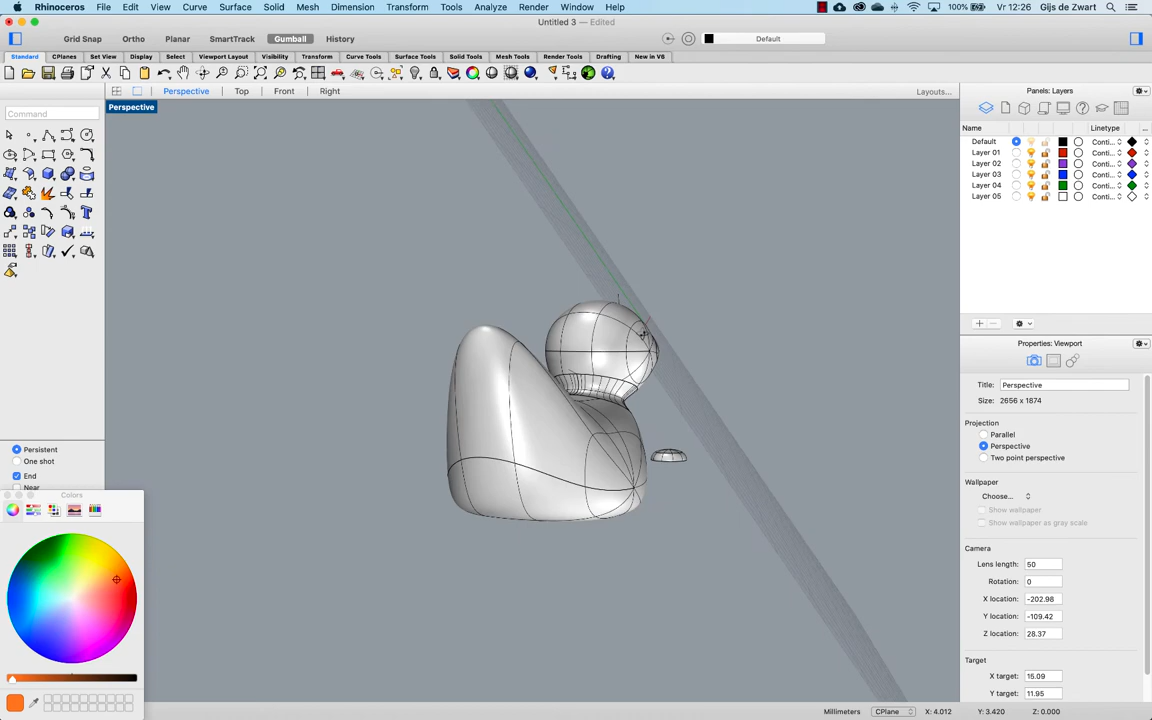 Rhinoceros File Edit View Curve Surface Solid Mesh Dimension Transform Tools Analyze Render Window Help 100% Vr 12:26 Gijs de Zwart
Untitled 3 — Edited
Grid Snap Ortho Planar SmartTrack Gumball History Default
Standard CPlanes Set View Display Select Viewport Layout Visibility Transform Curve Tools Surface Tools Solid Tools Mesh Tools Render Tools Drafting New in V6
Perspective Top Front Right Layouts... Panels: Layers
Perspective
Command
Name Linetype ...
Default Conti...
Layer 01 Conti...
Layer 02 Conti...
Layer 03 Conti...
Layer 04 Conti...
Layer 05 Conti...
Properties: Viewport
Title: Perspective
Size: 2656 x 1874
Projection
Parallel
Perspective
Two point perspective
Wallpaper
Choose...
Show wallpaper
Show wallpaper as gray scale
Camera
Lens length: 50
Rotation: 0
X location: -202.98
Y location: -109.42
Z location: 28.37
Target
X target: 15.09
Y target: 11.95
Persistent
One shot
End
Near
Colors
Millimeters CPlane X: 4.012 Y: 3.420 Z: 0.000